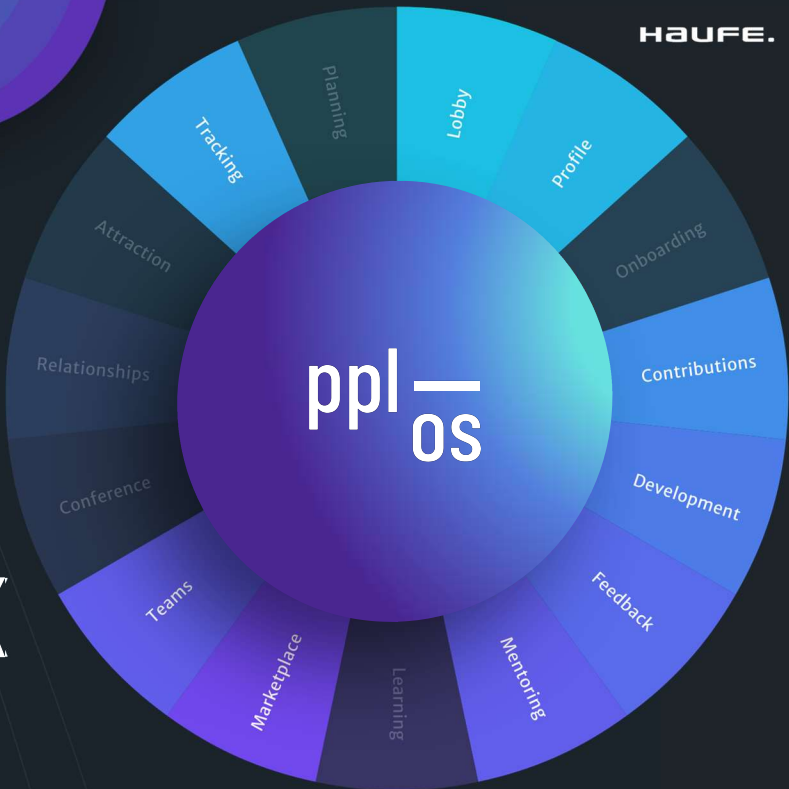 HAUFE.
Planning
Lobby
Profile
Onboarding
Contributions
Development
Feedback
Mentoring
Learning
Marketplace
Teams
Conference
Relationships
Attraction
Tracking
ppl
os